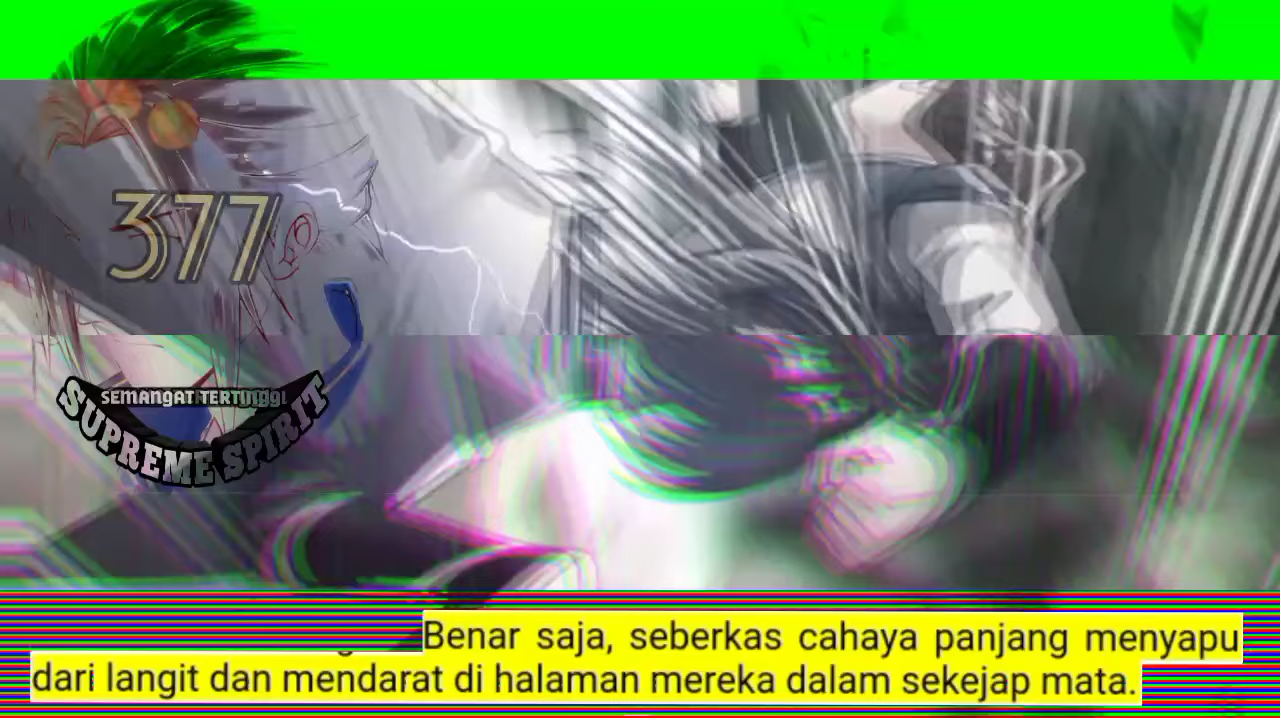 377
SEMANGAT TERTINGGI
SUPREME SPIRIT
Benar saja, seberkas cahaya panjang menyapu
dari langit dan mendarat di halaman mereka dalam sekejap mata.